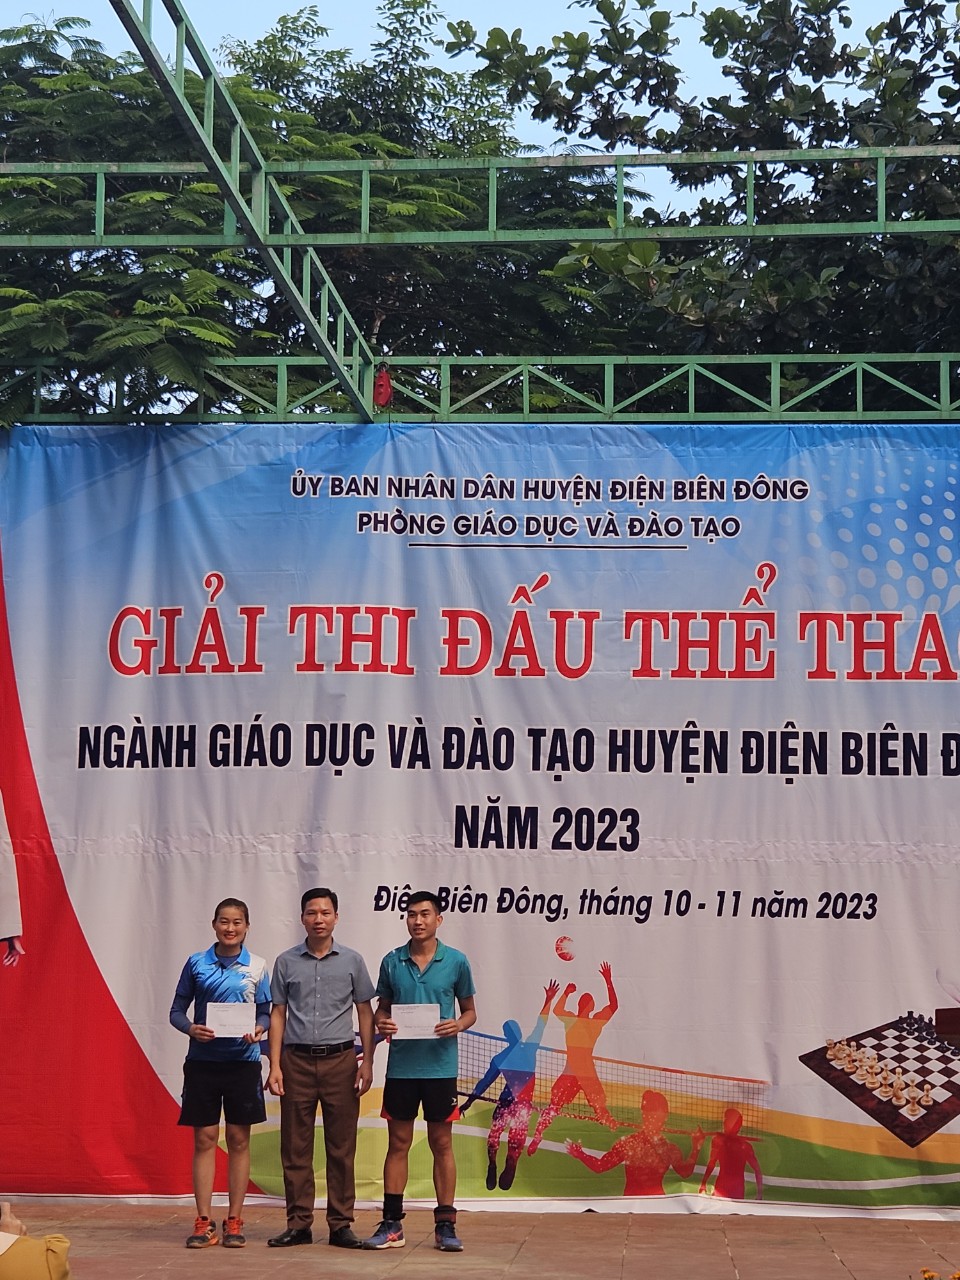 ỦY BAN NHÂN DÂN HUYỆN ĐIỆN BIÊN ĐÔNG
PHÒNG GIÁO DỤC VÀ ĐÀO TẠO
GIẢI THI ĐẤU THỂ THAO
NGÀNH GIÁO DỤC VÀ ĐÀO TẠO HUYỆN ĐIỆN BIÊN Đ
NĂM 2023
Điện Biên Đông, tháng 10 - 11 năm 2023